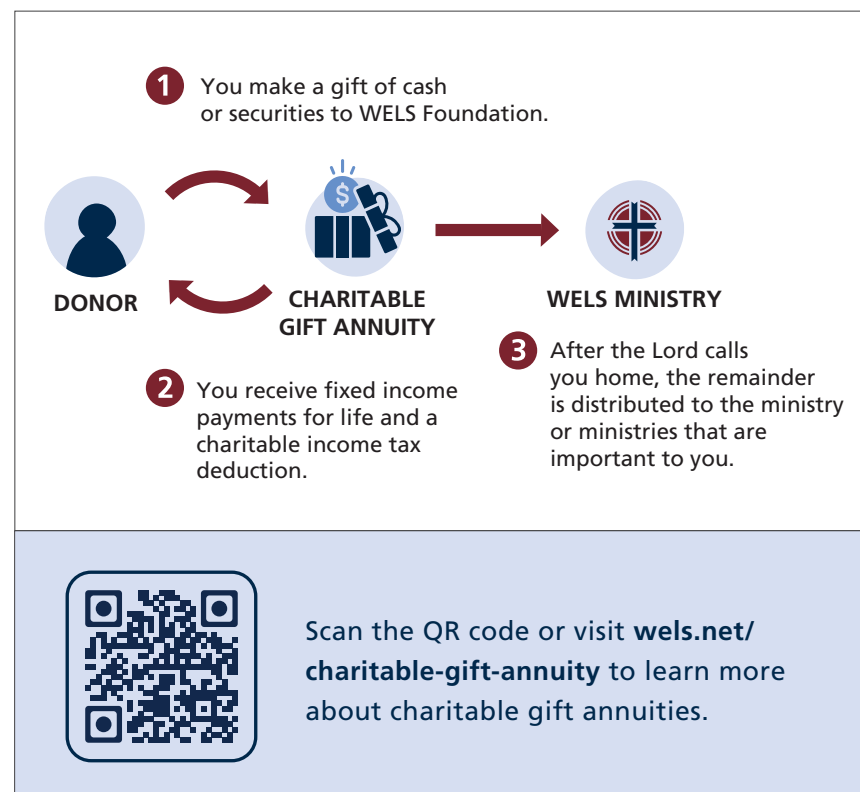 1
You make a gift of cash
or securities to WELS Foundation.
$
DONOR
CHARITABLE
GIFT ANNUITY
WELS MINISTRY
2
You receive fixed income
payments for life and a
charitable income tax
deduction.
3
After the Lord calls
you home, the remainder
is distributed to the ministry
or ministries that are
important to you.
Scan the QR code or visit wels.net/
charitable-gift-annuity to learn more
about charitable gift annuities.